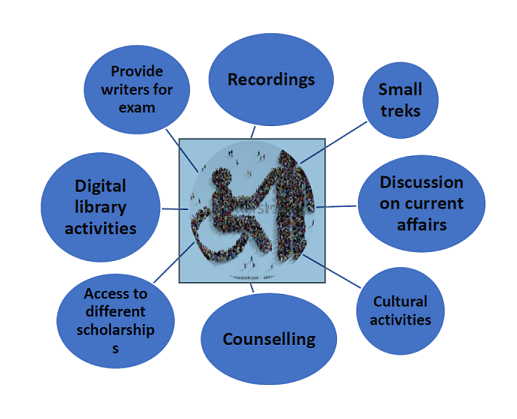 Recordings
Small
treks
Discussion
on current
affairs
Cultural
activities
Counselling
Access to
different
scholarship
s
Digital
library
activities
Provide
writers for
exam